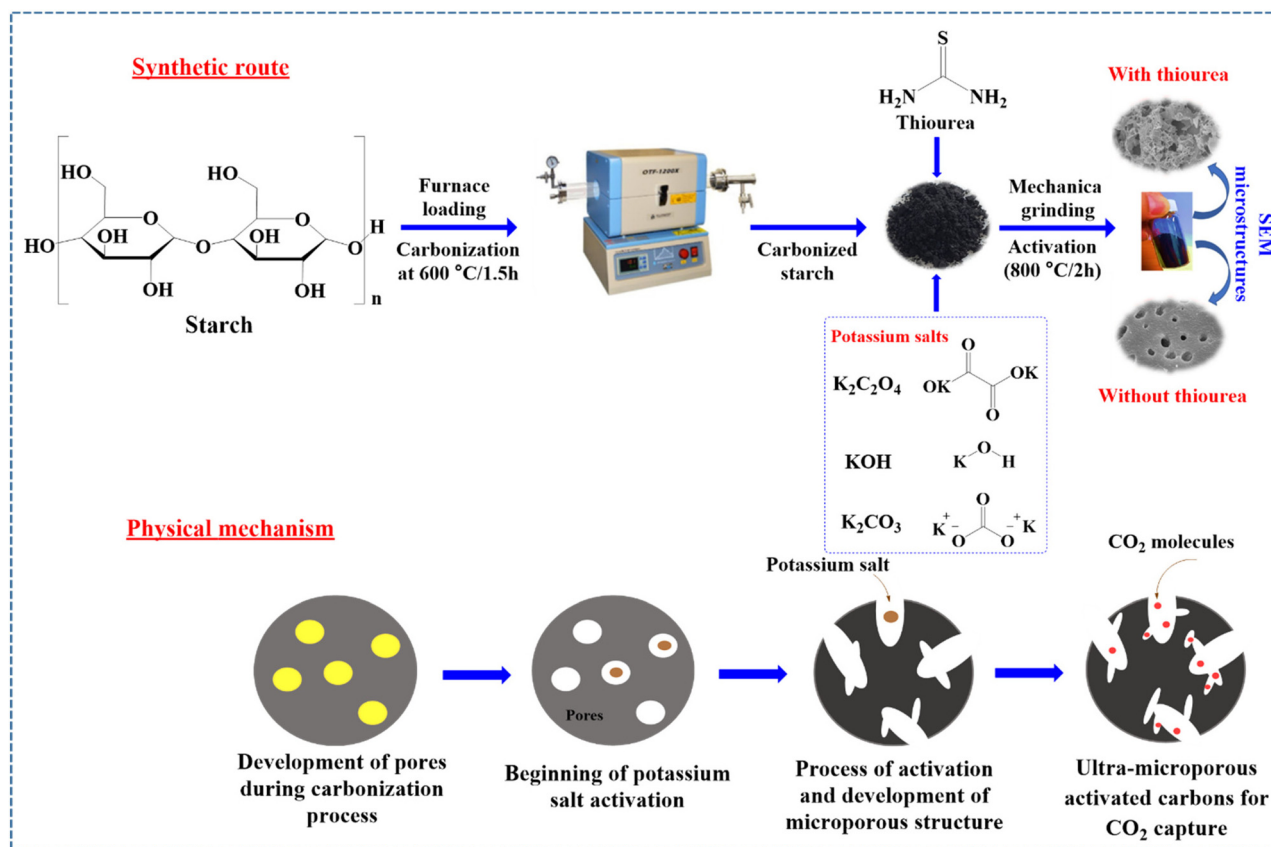 Synthetic route
HO
O
HO
OH
OH
O
HO
O
OH
OH
O
H
n
Starch
Furnace
loading
Carbonization
at 600 °C/1.5h
OTF-1200X
Carbonized
starch
S
H₂N
NH₂
Thiourea
Mechanica
grinding
Activation
(800 °C/2h)
With thiourea
SEM
microstructures
Without thiourea
Potassium salts
K₂C₂O₄
O
OK
OK
O
KOH
K
O
H
K₂CO₃
O
K⁺
⁻O
O⁻
⁺K
Physical mechanism
Potassium salt
CO₂ molecules
Pores
Development of pores
during carbonization
process
Beginning of potassium
salt activation
Process of activation
and development of
microporous structure
Ultra-microporous
activated carbons for
CO₂ capture